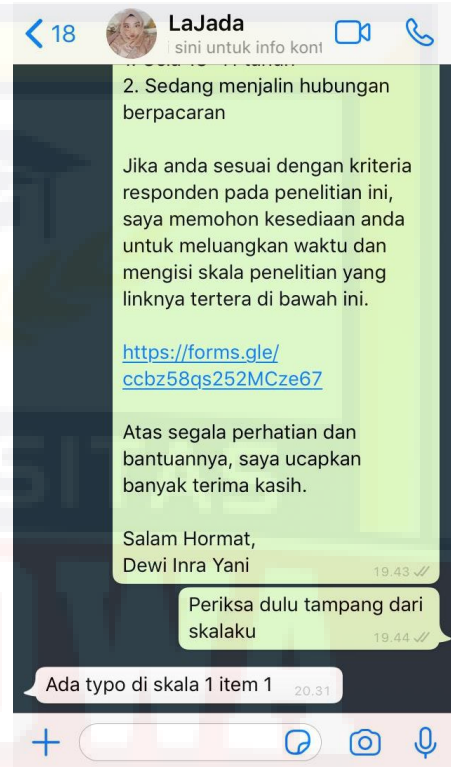 18
LaJada
sini untuk info kont
2. Sedang menjalin hubungan
berpacaran
Jika anda sesuai dengan kriteria
responden pada penelitian ini,
saya memohon kesediaan anda
untuk meluangkan waktu dan
mengisi skala penelitian yang
linknya tertera di bawah ini.
https://forms.gle/
ccbz58qs252MCze67
Atas segala perhatian dan
bantuannya, saya ucapkan
banyak terima kasih.
Salam Hormat,
Dewi Inra Yani
19.43
Periksa dulu tampang dari
skalaku
19.44
Ada typo di skala 1 item 1
20.31